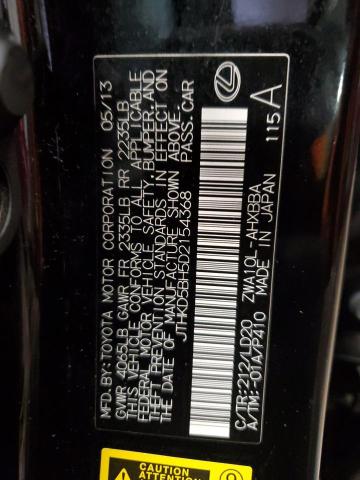 MFD. BY: TOYOTA MOTOR CORPORATION 05/13
GVWR 4065LB GAWR FR 2335LB RR 2235LB
THIS VEHICLE CONFORMS TO ALL APPLICABLE
FEDERAL MOTOR VEHICLE SAFETY, BUMPER, AND
THEFT PREVENTION STANDARDS IN EFFECT ON
THE DATE OF MANUFACTURE SHOWN ABOVE.
JTHKD5BH5D2154368 PASS. CAR
C/TR:212/LD20 ZWA10L-AHXRBA
A/TM:-01A/P410 MADE IN JAPAN 115 A
CAUTION
ATTENTION